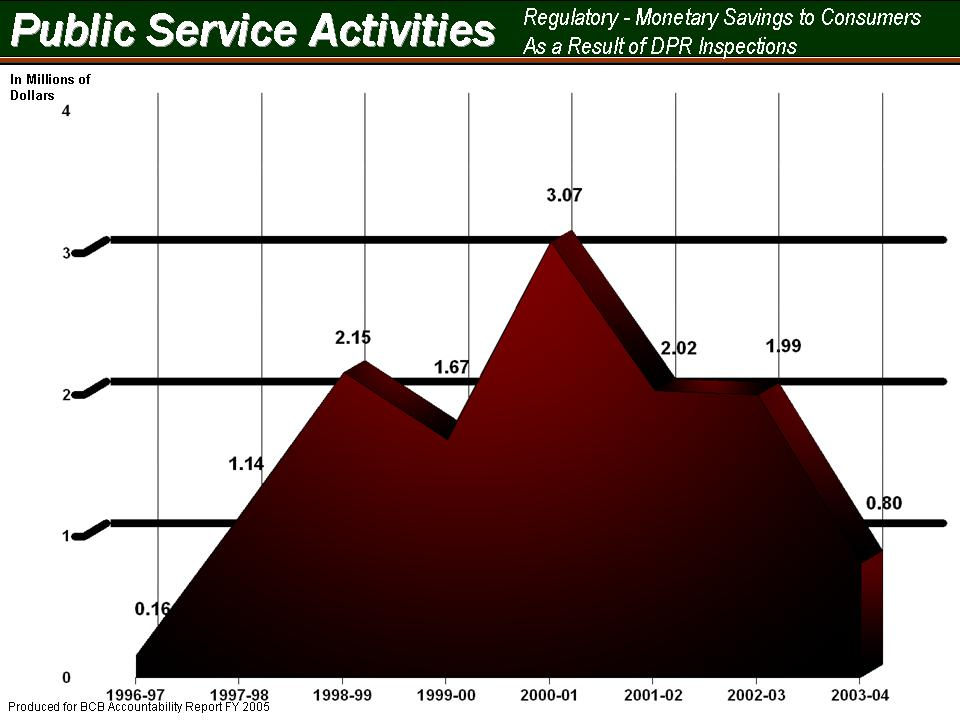 Public Service Activities
Regulatory - Monetary Savings to Consumers
As a Result of DPR Inspections
In Millions of
Dollars
4
3.07
3
2.15
2.02
1.99
1.67
2
1.14
0.80
1
0.16
0
1996-97 1997-98 1998-99 1999-00 2000-01 2001-02 2002-03 2003-04
Produced for BCB Accountability Report FY 2005